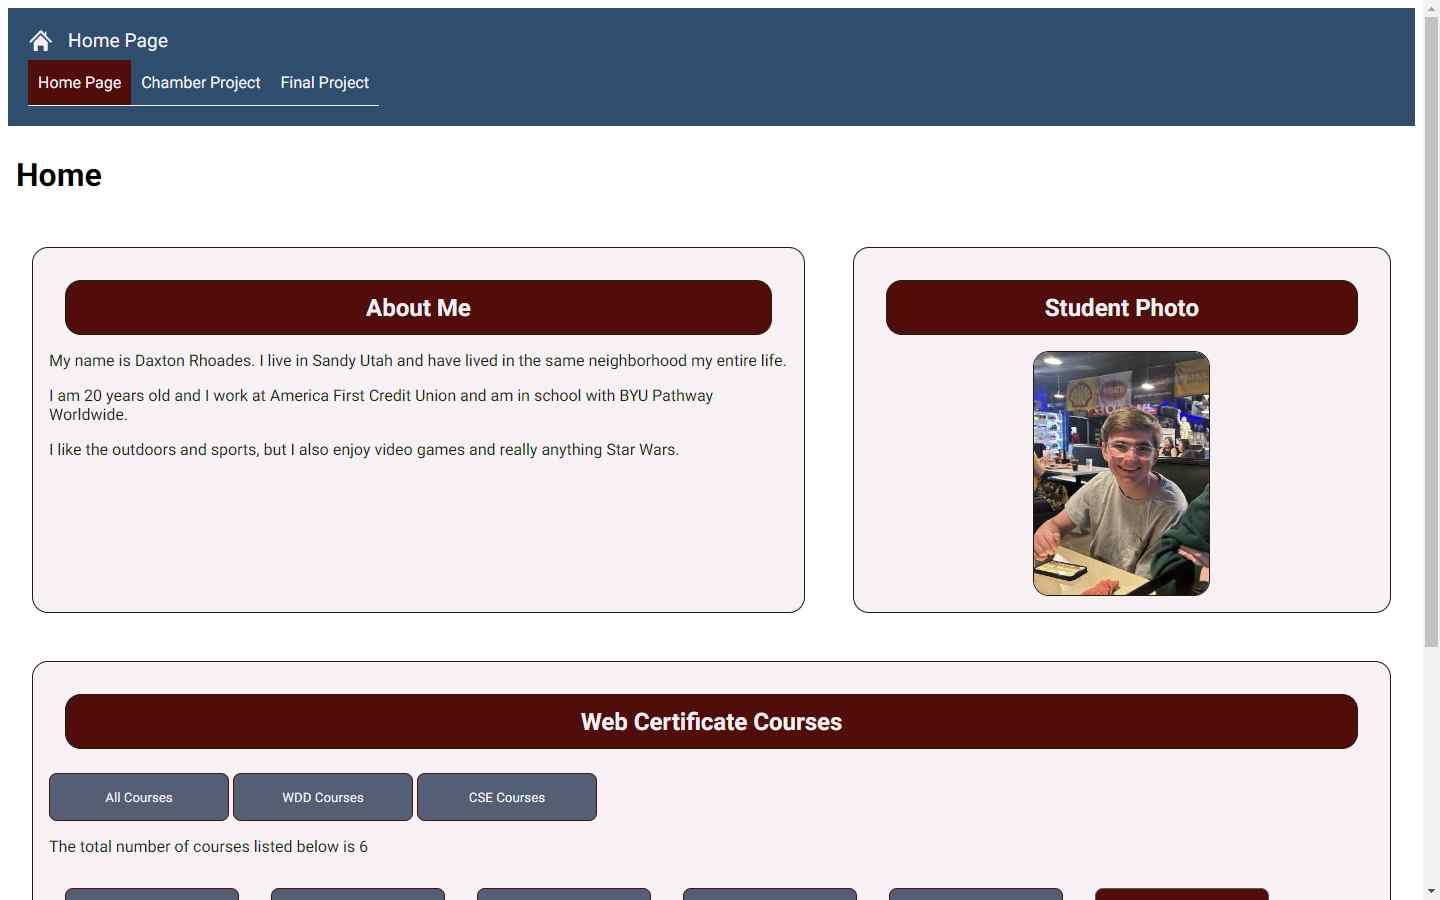 Home Page
Home Page Chamber Project Final Project
Home
About Me
My name is Daxton Rhoades. I live in Sandy Utah and have lived in the same neighborhood my entire life.
I am 20 years old and I work at America First Credit Union and am in school with BYU Pathway
Worldwide.
I like the outdoors and sports, but I also enjoy video games and really anything Star Wars.
Student Photo
Web Certificate Courses
All Courses WDD Courses CSE Courses
The total number of courses listed below is 6